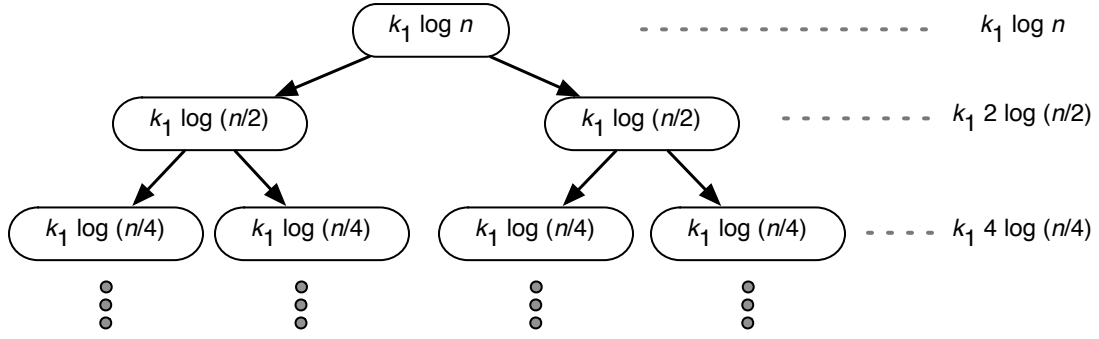 k₁ log n
k₁ log n
k₁ log (n/2)
k₁ log (n/2)
k₁ 2 log (n/2)
k₁ log (n/4)
k₁ log (n/4)
k₁ log (n/4)
k₁ log (n/4)
k₁ 4 log (n/4)